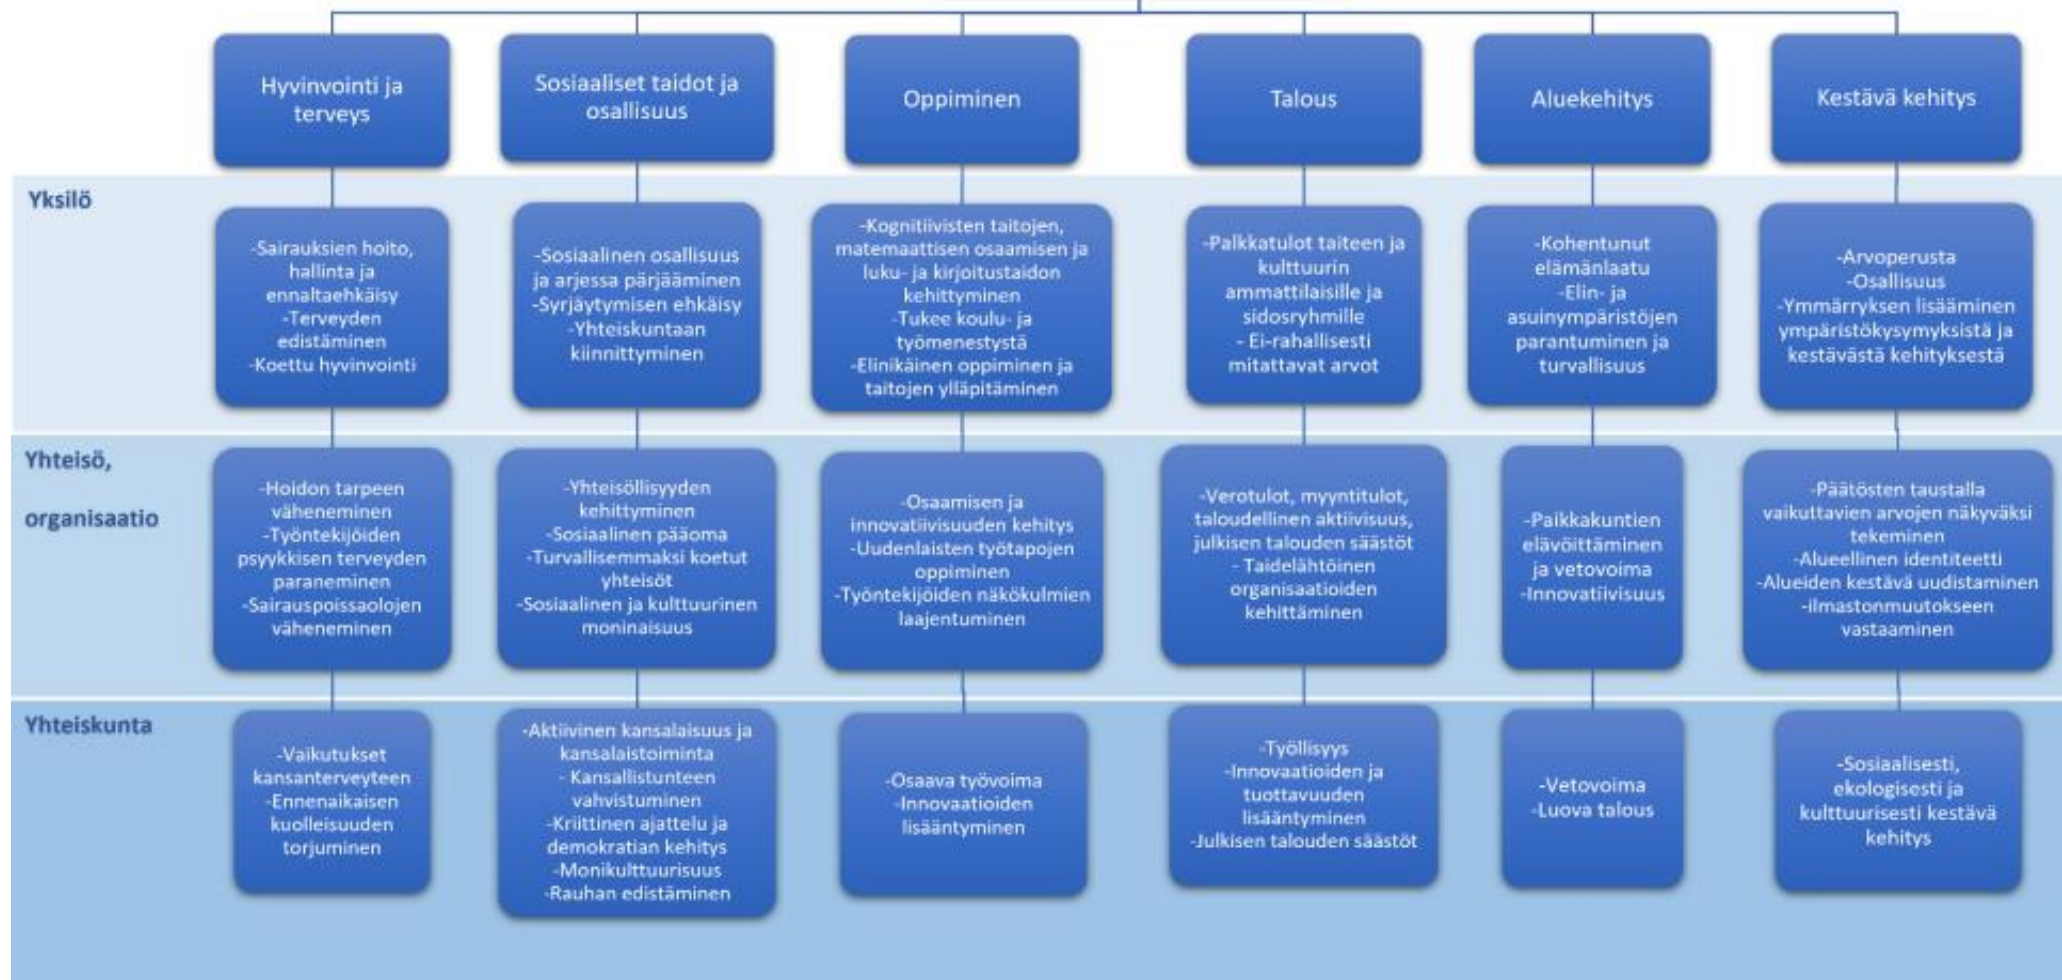 Hyvinvointi ja
terveys
Sosiaaliset taidot ja
osallisuus
Oppiminen
Talous
Aluekehitys
Kestävä kehitys
Yksilö
-Sairauksien hoito,
hallinta ja
ennaltaehkäisy
-Terveyden
edistäminen
-Koettu hyvinvointi
-Sosiaalinen osallisuus
ja arjessa pärjääminen
-Syrjäytymisen ehkäisy
-Yhteiskuntaan
kiinnittyminen
-Kognitiivisten taitojen,
matemaattisen osaamisen ja
luku- ja kirjoitustaidon
kehittyminen
-Tukee koulu- ja
työmenestystä
-Elinikäinen oppiminen ja
taitojen ylläpitäminen
-Palkkatulot taiteen ja
kulttuurin
ammattilaisille ja
sidosryhmille
- Ei-rahallisesti
mitattavat arvot
-Kohentunut
elämänlaatu
-Elin- ja
asuinympäristöjen
parantuminen ja
turvallisuus
-Arvoperusta
-Osallisuus
-Ymmärryksen lisääminen
ympäristökysymyksistä ja
kestävästä kehityksestä
Yhteisö,
organisaatio
-Hoidon tarpeen
väheneminen
-Työntekijöiden
psyykkisen terveyden
paraneminen
-Sairauspoissaolojen
väheneminen
-Yhteisöllisyyden
kehittyminen
-Sosiaalinen pääoma
-Turvallisemmaksi koetut
yhteisöt
-Sosiaalinen ja kulttuurinen
moninaisuus
-Osaamisen ja
innovatiivisuuden kehitys
-Uudenlaisten työtapojen
oppiminen
-Työntekijöiden näkökulmien
laajentuminen
-Verotulot, myyntitulot,
taloudellinen aktiivisuus,
julkisen talouden säästöt
- Taidelähtöinen
organisaatioiden
kehittäminen
-Paikkakuntien
elävöittäminen
ja vetovoima
-Innovatiivisuus
-Päätösten taustalla
vaikuttavien arvojen näkyväksi
tekeminen
-Alueellinen identiteetti
-Alueiden kestävä uudistaminen
-ilmastonmuutokseen
vastaaminen
Yhteiskunta
-Vaikutukset
kansanterveyteen
-Ennenaikaisen
kuolleisuuden
torjuminen
-Aktiivinen kansalaisuus ja
kansalaistoiminta
- Kansallistunteen
vahvistuminen
-Kriittinen ajattelu ja
demokratian kehitys
-Monikulttuurisuus
-Rauhan edistäminen
-Osaava työvoima
-Innovaatioiden
lisääntyminen
-Työllisyys
-Innovaatioiden ja
tuottavuuden
lisääntyminen
-Julkisen talouden säästöt
-Vetovoima
-Luova talous
-Sosiaalisesti,
ekologisesti ja
kulttuurisesti kestävä
kehitys